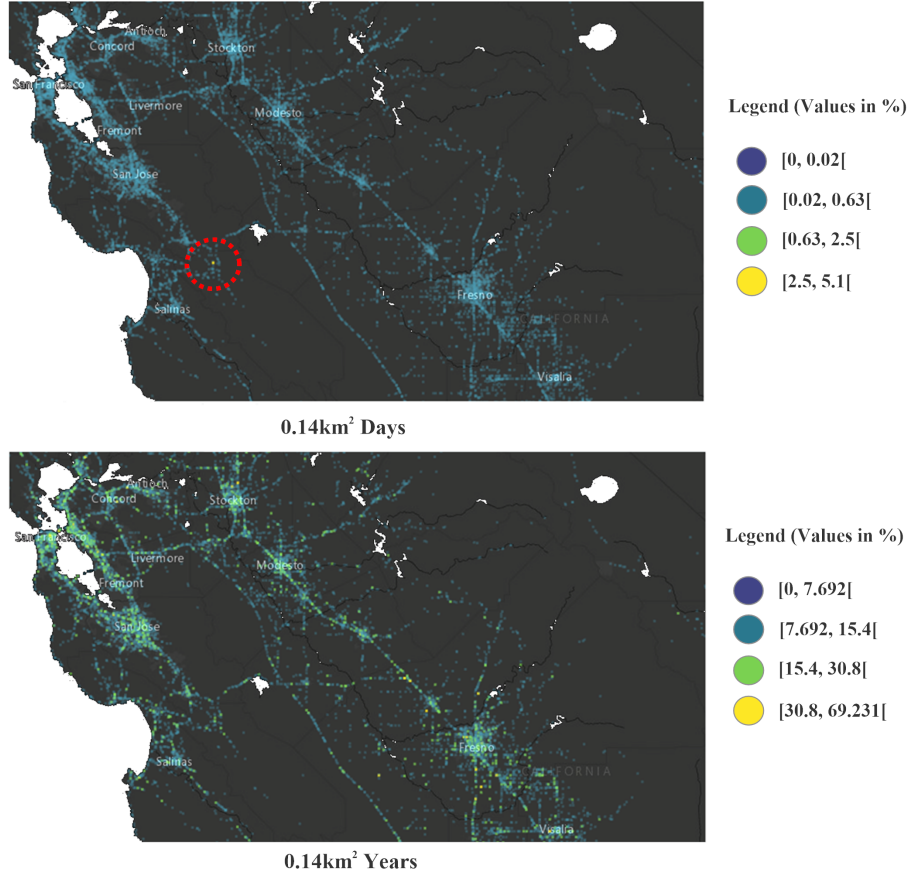 Antioch
Concord
Stockton
San Francisco
Livermore
Modesto
Fremont
San Jose
Salinas
Fresno
CALIFORNIA
Visalia
Legend (Values in %)
[0, 0.02[
[0.02, 0.63[
[0.63, 2.5[
[2.5, 5.1[
0.14km² Days
Antioch
Concord
Stockton
San Francisco
Livermore
Modesto
Fremont
San Jose
Salinas
Fresno
CALIFORNIA
Visalia
Legend (Values in %)
[0, 7.692[
[7.692, 15.4[
[15.4, 30.8[
[30.8, 69.231[
0.14km² Years